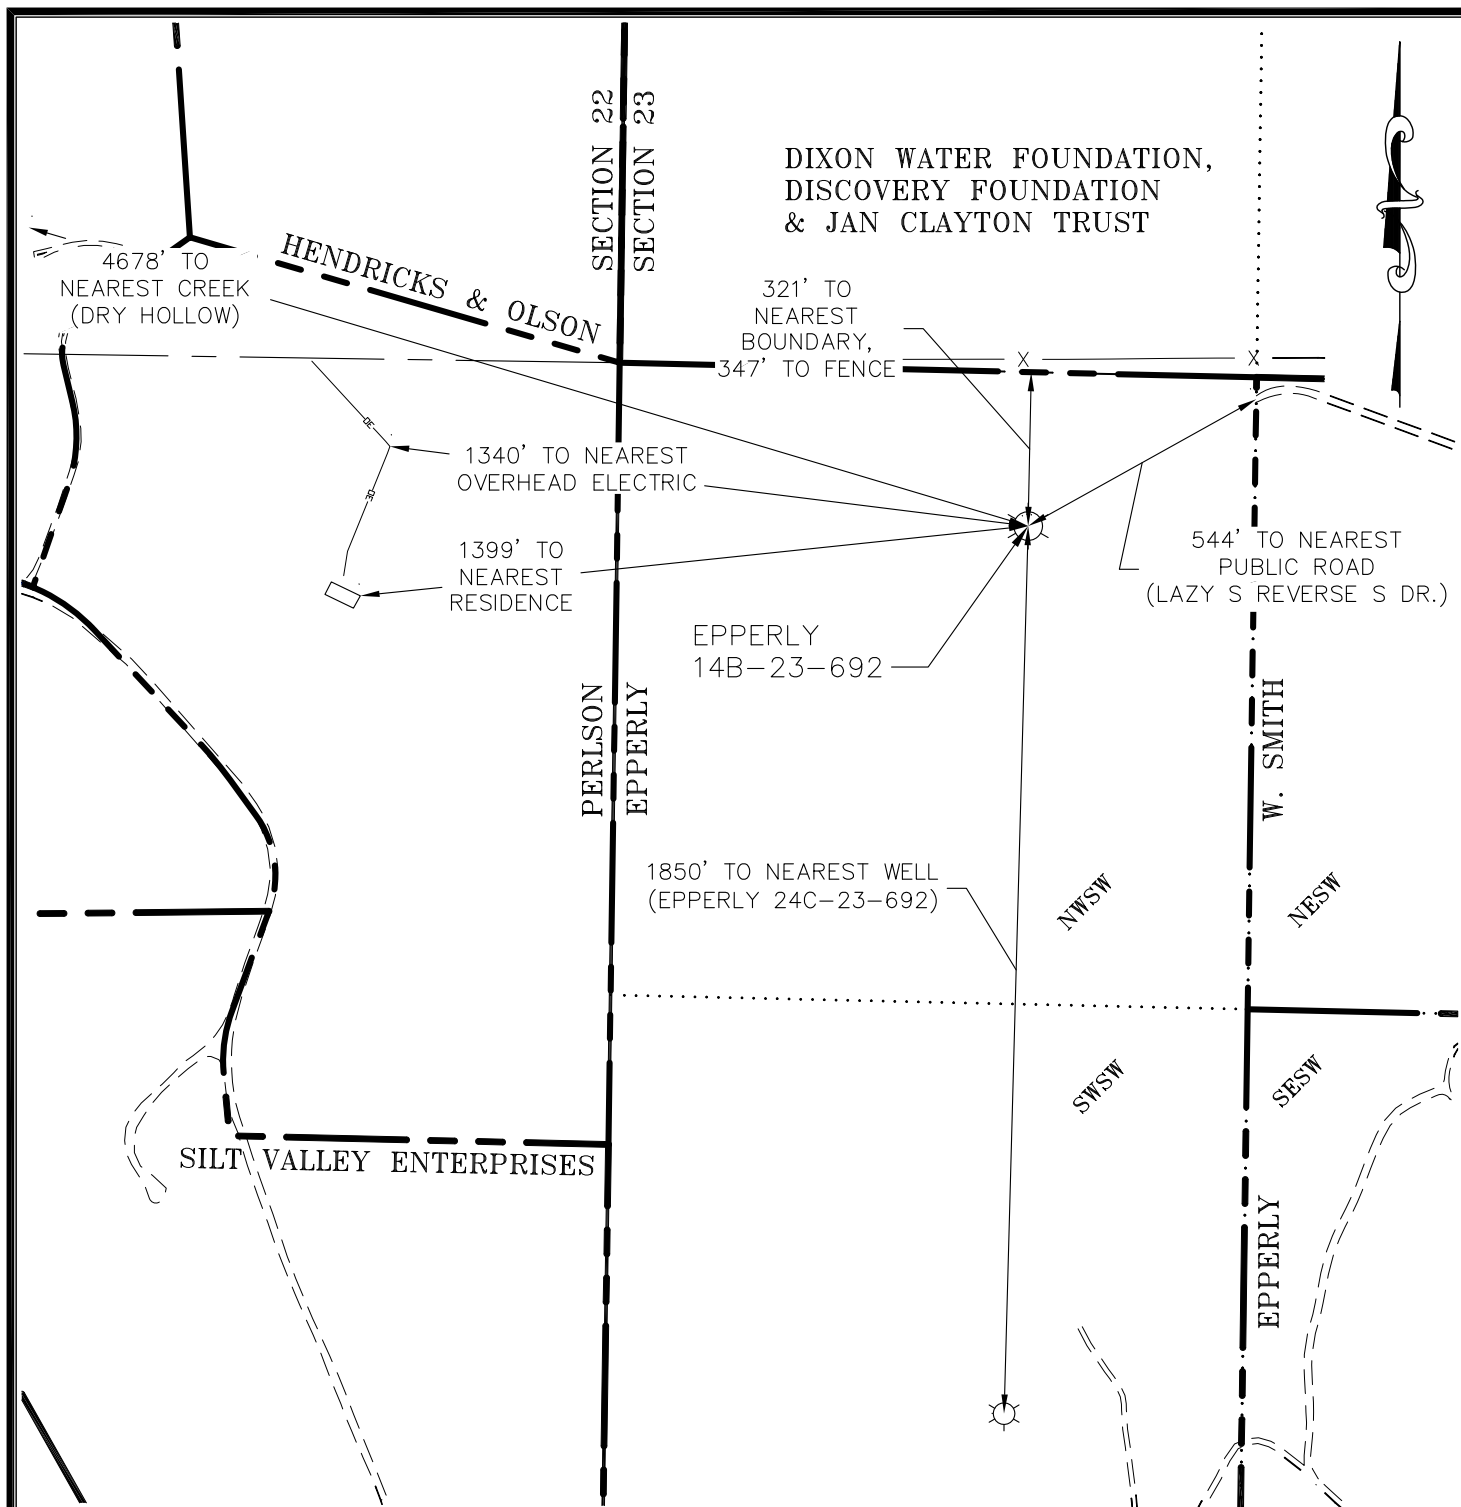 SECTION 22
SECTION 23
DIXON WATER FOUNDATION,
DISCOVERY FOUNDATION
& JAN CLAYTON TRUST
HENDRICKS & OLSON
4678' TO
NEAREST CREEK
(DRY HOLLOW)
321' TO
NEAREST
BOUNDARY,
347' TO FENCE
X
X
OE
1340' TO NEAREST
OVERHEAD ELECTRIC
OE
1399' TO
NEAREST
RESIDENCE
544' TO NEAREST
PUBLIC ROAD
(LAZY S REVERSE S DR.)
EPPERLY
14B-23-692
PERLSON
EPPERLY
W. SMITH
1850' TO NEAREST WELL
(EPPERLY 24C-23-692)
NWSW
NESW
SWSW
SESW
SILT VALLEY ENTERPRISES
EPPERLY